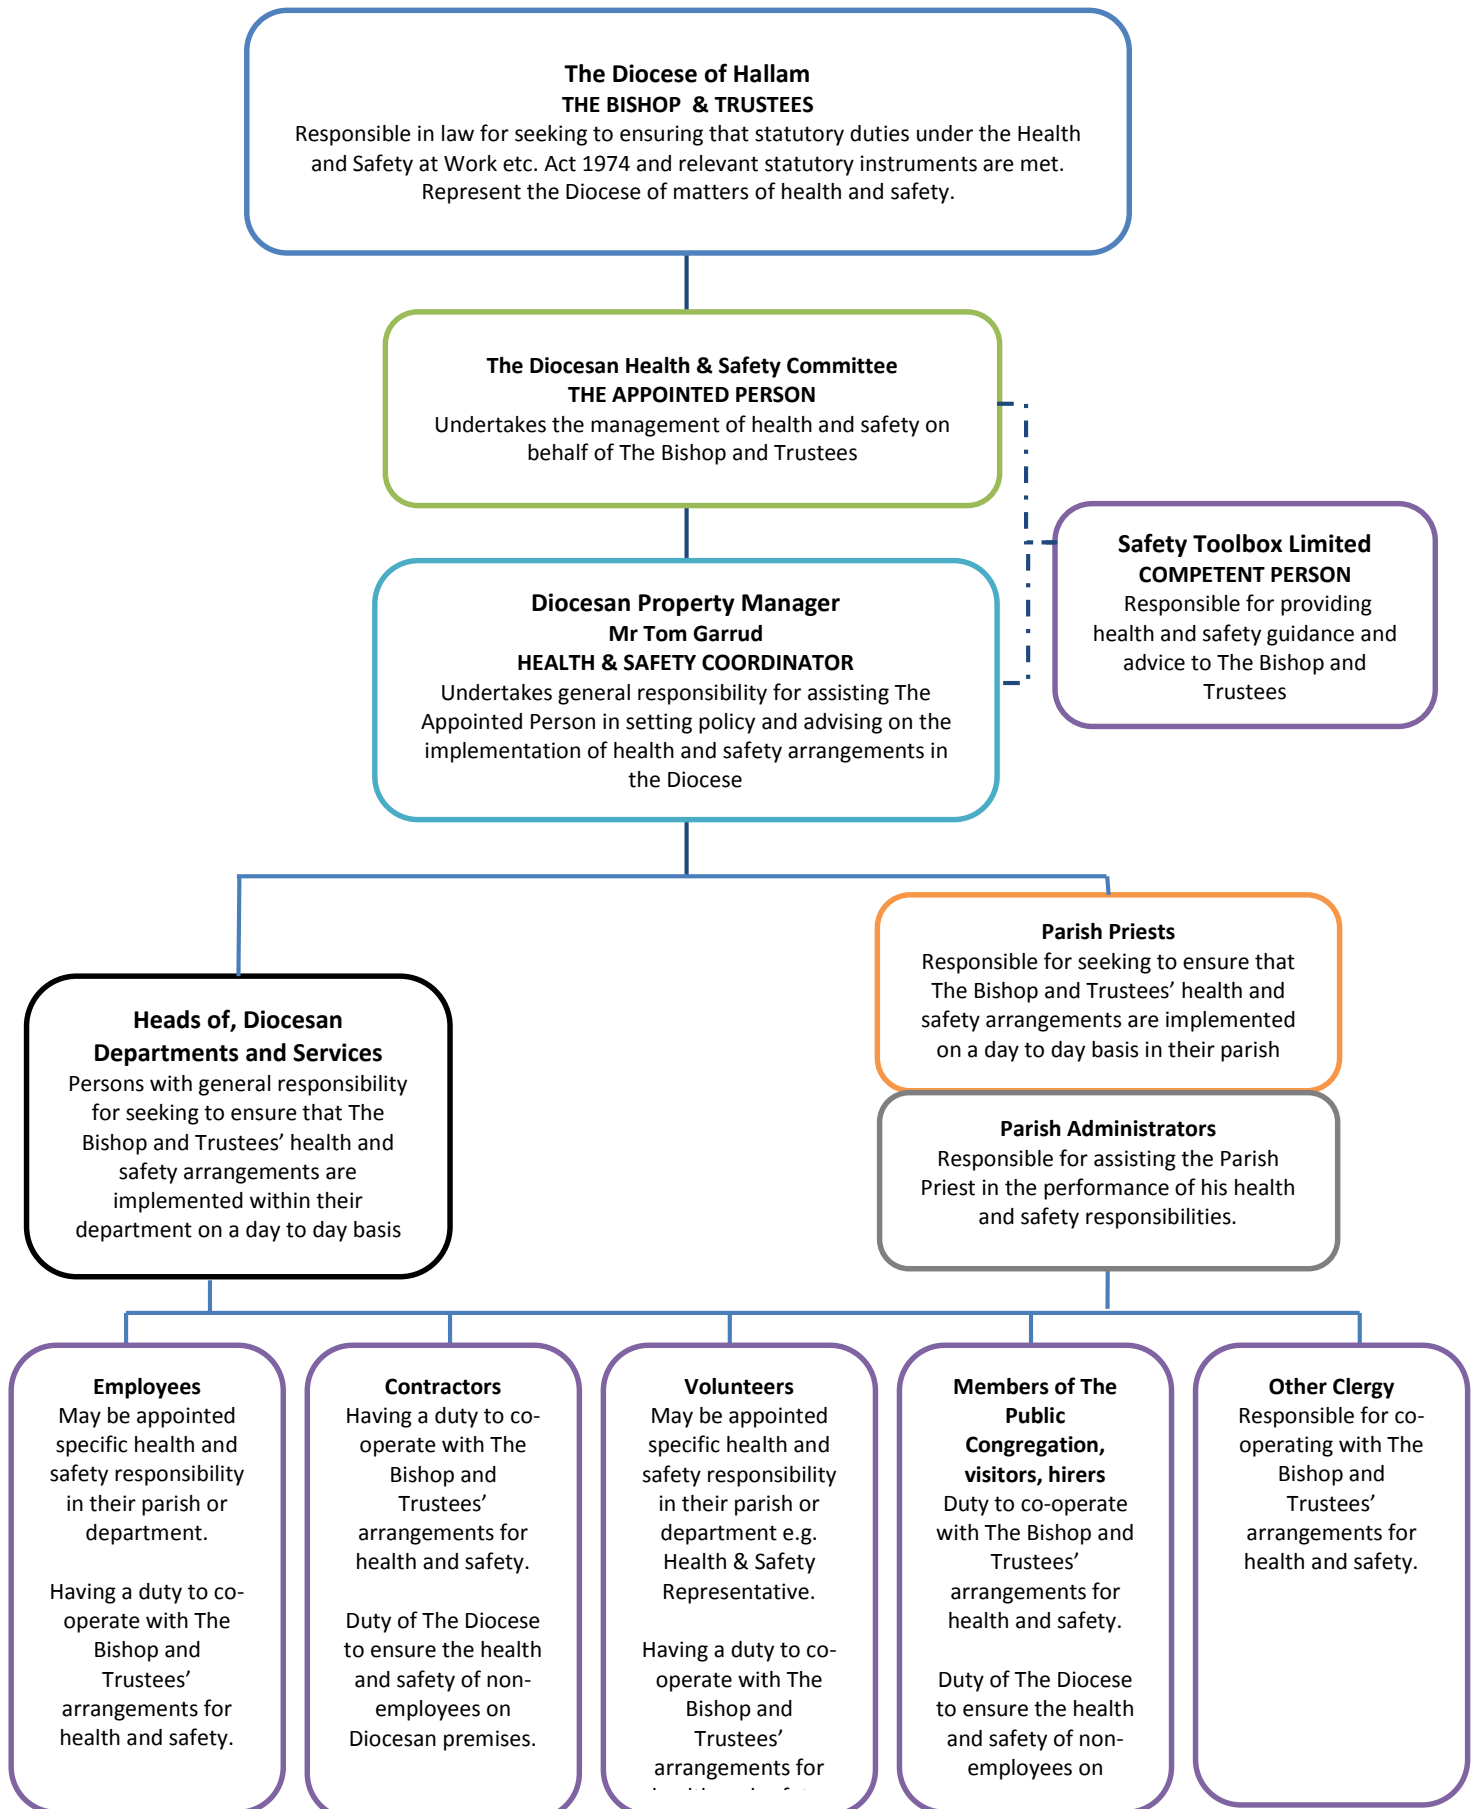 The Diocese of Hallam
THE BISHOP & TRUSTEES
Responsible in law for seeking to ensuring that statutory duties under the Health
and Safety at Work etc. Act 1974 and relevant statutory instruments are met.
Represent the Diocese of matters of health and safety.
The Diocesan Health & Safety Committee
THE APPOINTED PERSON
Undertakes the management of health and safety on
behalf of The Bishop and Trustees
Safety Toolbox Limited
COMPETENT PERSON
Responsible for providing
health and safety guidance and
advice to The Bishop and
Trustees
Diocesan Property Manager
Mr Tom Garrud
HEALTH & SAFETY COORDINATOR
Undertakes general responsibility for assisting The
Appointed Person in setting policy and advising on the
implementation of health and safety arrangements in
the Diocese
Parish Priests
Responsible for seeking to ensure that
The Bishop and Trustees’ health and
safety arrangements are implemented
on a day to day basis in their parish
Heads of, Diocesan
Departments and Services
Persons with general responsibility
for seeking to ensure that The
Bishop and Trustees’ health and
safety arrangements are
implemented within their
department on a day to day basis
Parish Administrators
Responsible for assisting the Parish
Priest in the performance of his health
and safety responsibilities.
Employees
May be appointed
specific health and
safety responsibility
in their parish or
department.
Having a duty to co-
operate with The
Bishop and
Trustees’
arrangements for
health and safety.
Contractors
Having a duty to co-
operate with The
Bishop and
Trustees’
arrangements for
health and safety.
Duty of The Diocese
to ensure the health
and safety of non-
employees on
Diocesan premises.
Volunteers
May be appointed
specific health and
safety responsibility
in their parish or
department e.g.
Health & Safety
Representative.
Having a duty to co-
operate with The
Bishop and
Trustees’
arrangements for
Members of The
Public
Congregation,
visitors, hirers
Duty to co-operate
with The Bishop and
Trustees’
arrangements for
health and safety.
Duty of The Diocese
to ensure the health
and safety of non-
employees on
Other Clergy
Responsible for co-
operating with The
Bishop and
Trustees’
arrangements for
health and safety.